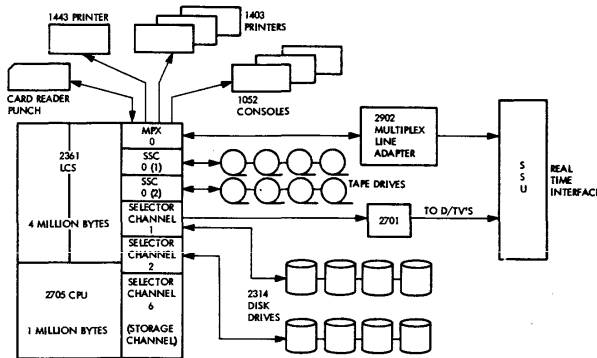 1443 PRINTER
1403
PRINTERS
CARD READER
PUNCH
1052
CONSOLES
2361
LCS
4 MILLION BYTES
2705 CPU
1 MILLION BYTES
MPX
0
SSC
0 (1)
SSC
0 (2)
SELECTOR
CHANNEL
1
SELECTOR
CHANNEL
2
SELECTOR
CHANNEL
6
(STORAGE
CHANNEL)
2902
MULTIPLEX
LINE
ADAPTER
TAPE DRIVES
2701
TO D/TV'S
2314
DISK
DRIVES
S
S
U
REAL
TIME
INTERFACE